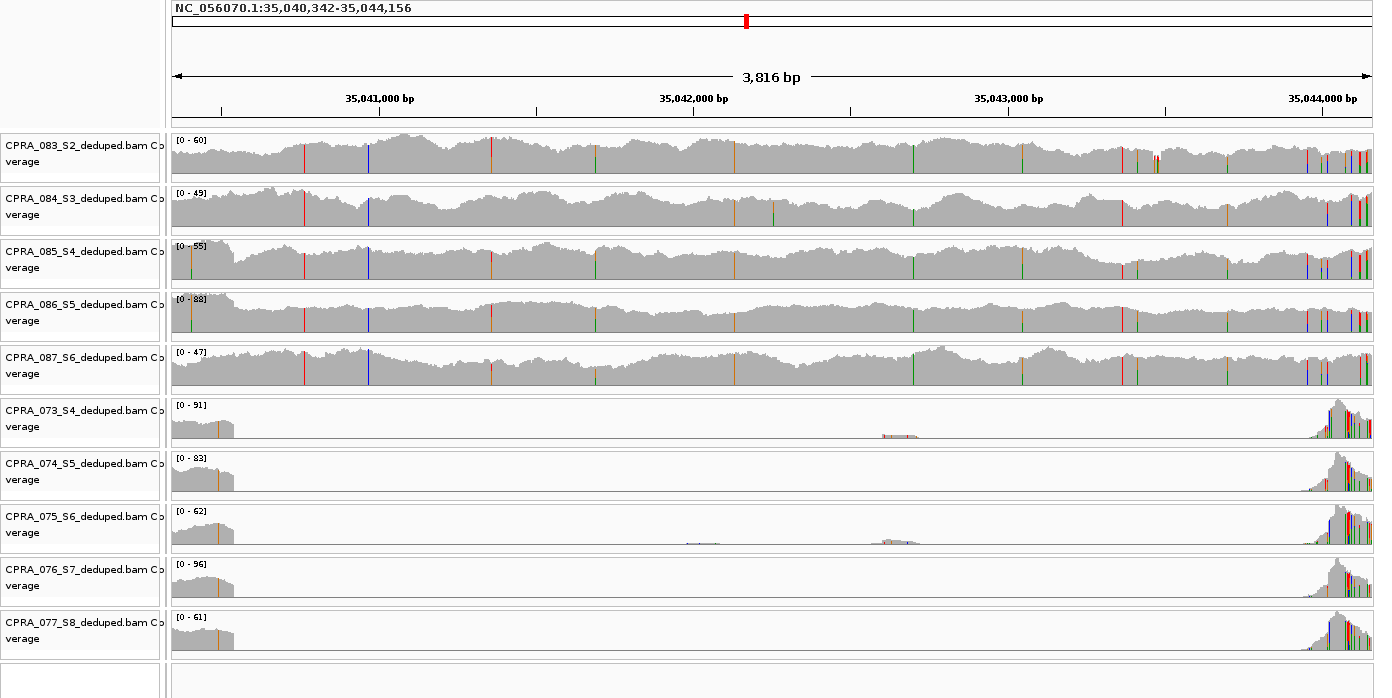 NC_056070.1:35,040,342-35,044,156
3,816 bp
35,041,000 bp 35,042,000 bp 35,043,000 bp 35,044,000 bp
CPRA_083_S2_deduped.bam Co
verage
[0 - 60]
CPRA_084_S3_deduped.bam Co
verage
[0 - 49]
CPRA_085_S4_deduped.bam Co
verage
[0 - 55]
CPRA_086_S5_deduped.bam Co
verage
[0 - 88]
CPRA_087_S6_deduped.bam Co
verage
[0 - 47]
CPRA_073_S4_deduped.bam Co
verage
[0 - 91]
CPRA_074_S5_deduped.bam Co
verage
[0 - 83]
CPRA_075_S6_deduped.bam Co
verage
[0 - 62]
CPRA_076_S7_deduped.bam Co
verage
[0 - 96]
CPRA_077_S8_deduped.bam Co
verage
[0 - 61]